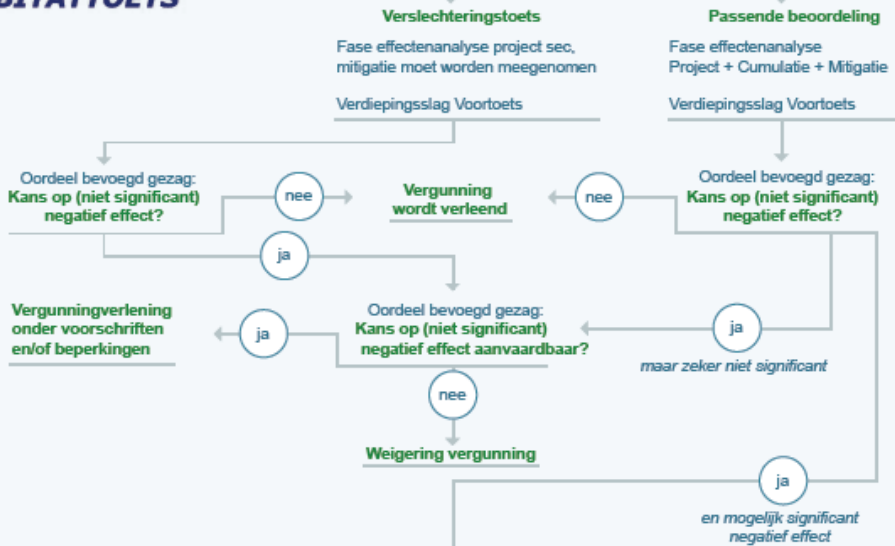 Verslechteringstoets
Fase effectenanalyse project sec,
mitigatie moet worden meegenomen
Verdiepingsslag Voortoets
Passende beoordeling
Fase effectenanalyse
Project + Cumulatie + Mitigatie
Verdiepingsslag Voortoets
Oordeel bevoegd gezag:
Kans op (niet significant)
negatief effect?
nee
Vergunning
wordt verleend
nee
Oordeel bevoegd gezag:
Kans op (niet significant)
negatief effect?
ja
Vergunningverlening
onder voorschriften
en/of beperkingen
ja
Oordeel bevoegd gezag:
Kans op (niet significant)
negatief effect aanvaardbaar?
ja
maar zeker niet significant
nee
Weigering vergunning
ja
en mogelijk significant
negatief effect